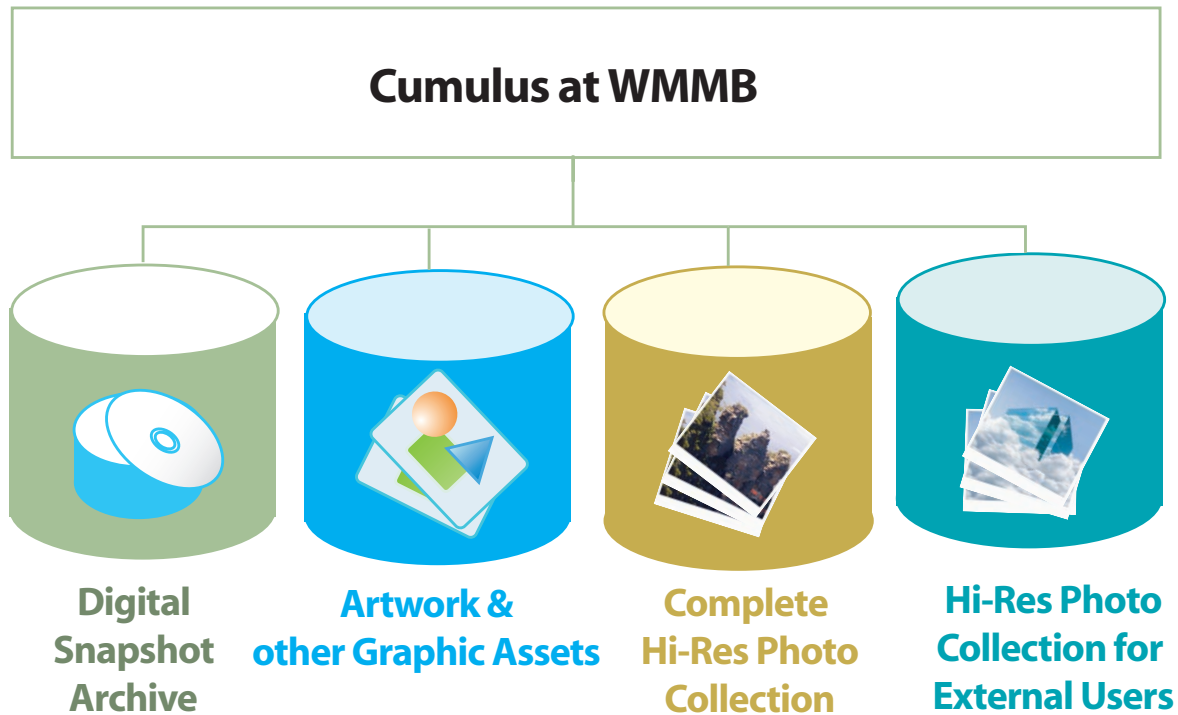 Cumulus at WMMB
Digital
Snapshot
Archive
Artwork &
other Graphic Assets
Complete
Hi-Res Photo
Collection
Hi-Res Photo
Collection for
External Users